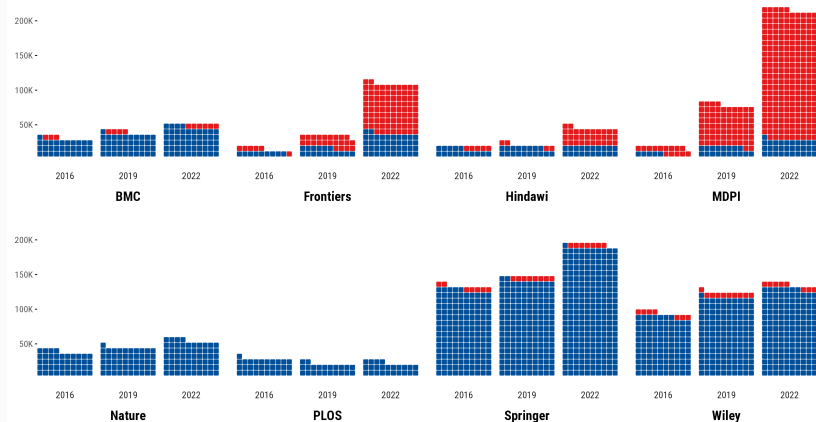 200K
150K
100K
50K
2016 2019 2022 2016 2019 2022 2016 2019 2022 2016 2019 2022
BMC Frontiers Hindawi MDPI
200K
150K
100K
50K
2016 2019 2022 2016 2019 2022 2016 2019 2022 2016 2019 2022
Nature PLOS Springer Wiley